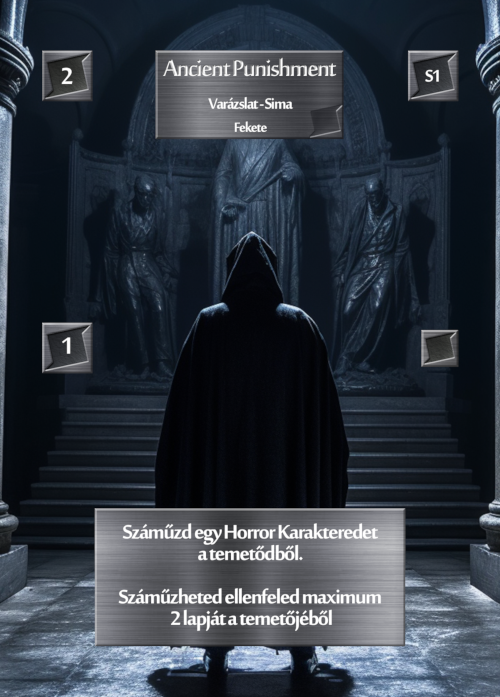 2
Ancient Punishment
S1
Varázslat - Sima
Fekete
1
Száműzd egy Horror Karakteredet
a temetődből.
Száműzheted ellenfeled maximum
2 lapját a temetőjéből